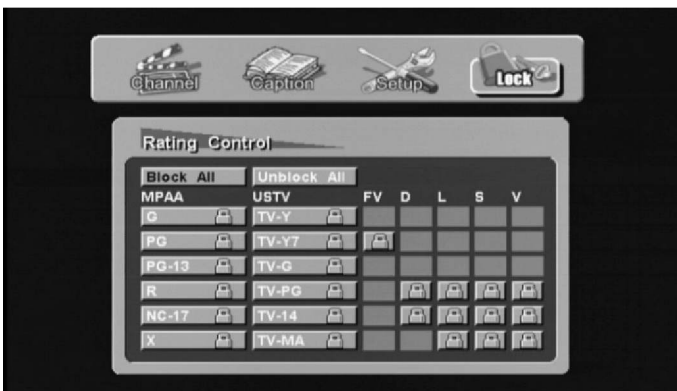 Channel Caption Setup Lock
Rating Control
Block All Unblock All
MPAA USTV FV D L S V
G TV-Y
PG TV-Y7
PG-13 TV-G
R TV-PG
NC-17 TV-14
X TV-MA